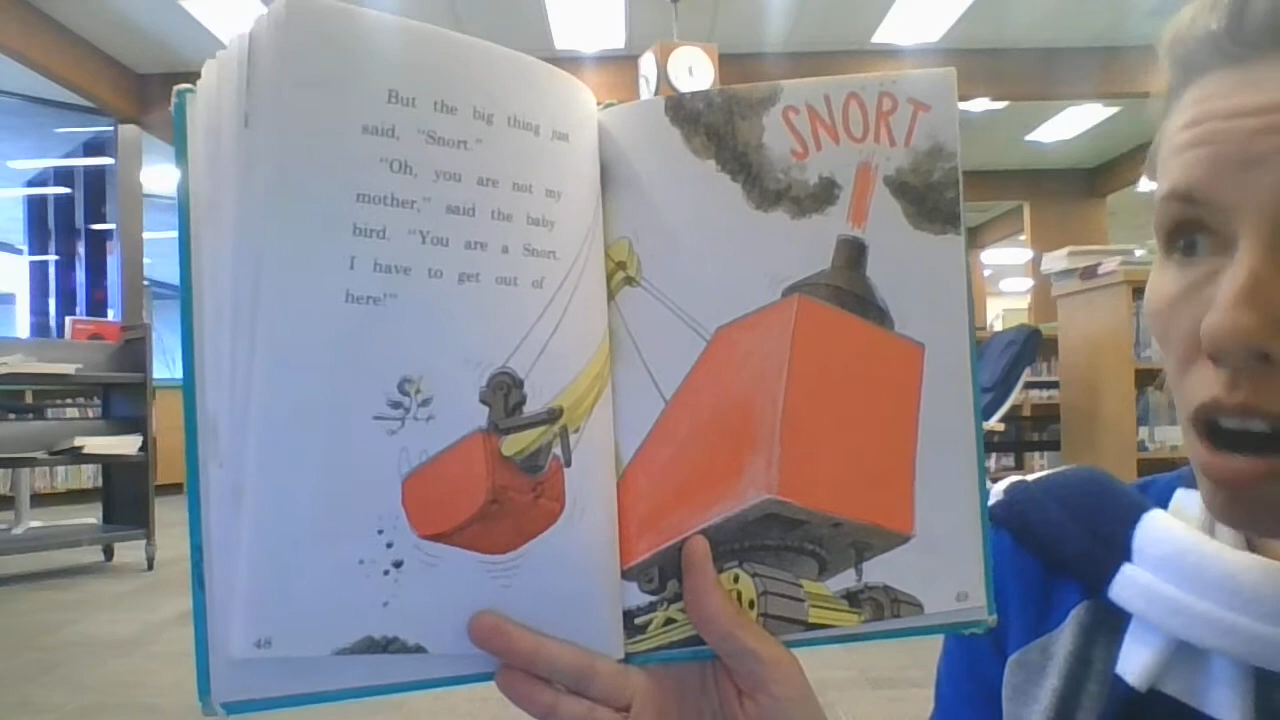 But the big thing just
said, "Snort."
"Oh, you are not my
mother," said the baby
bird. "You are a Snort.
I have to get out of
here!"
48
SNORT
49